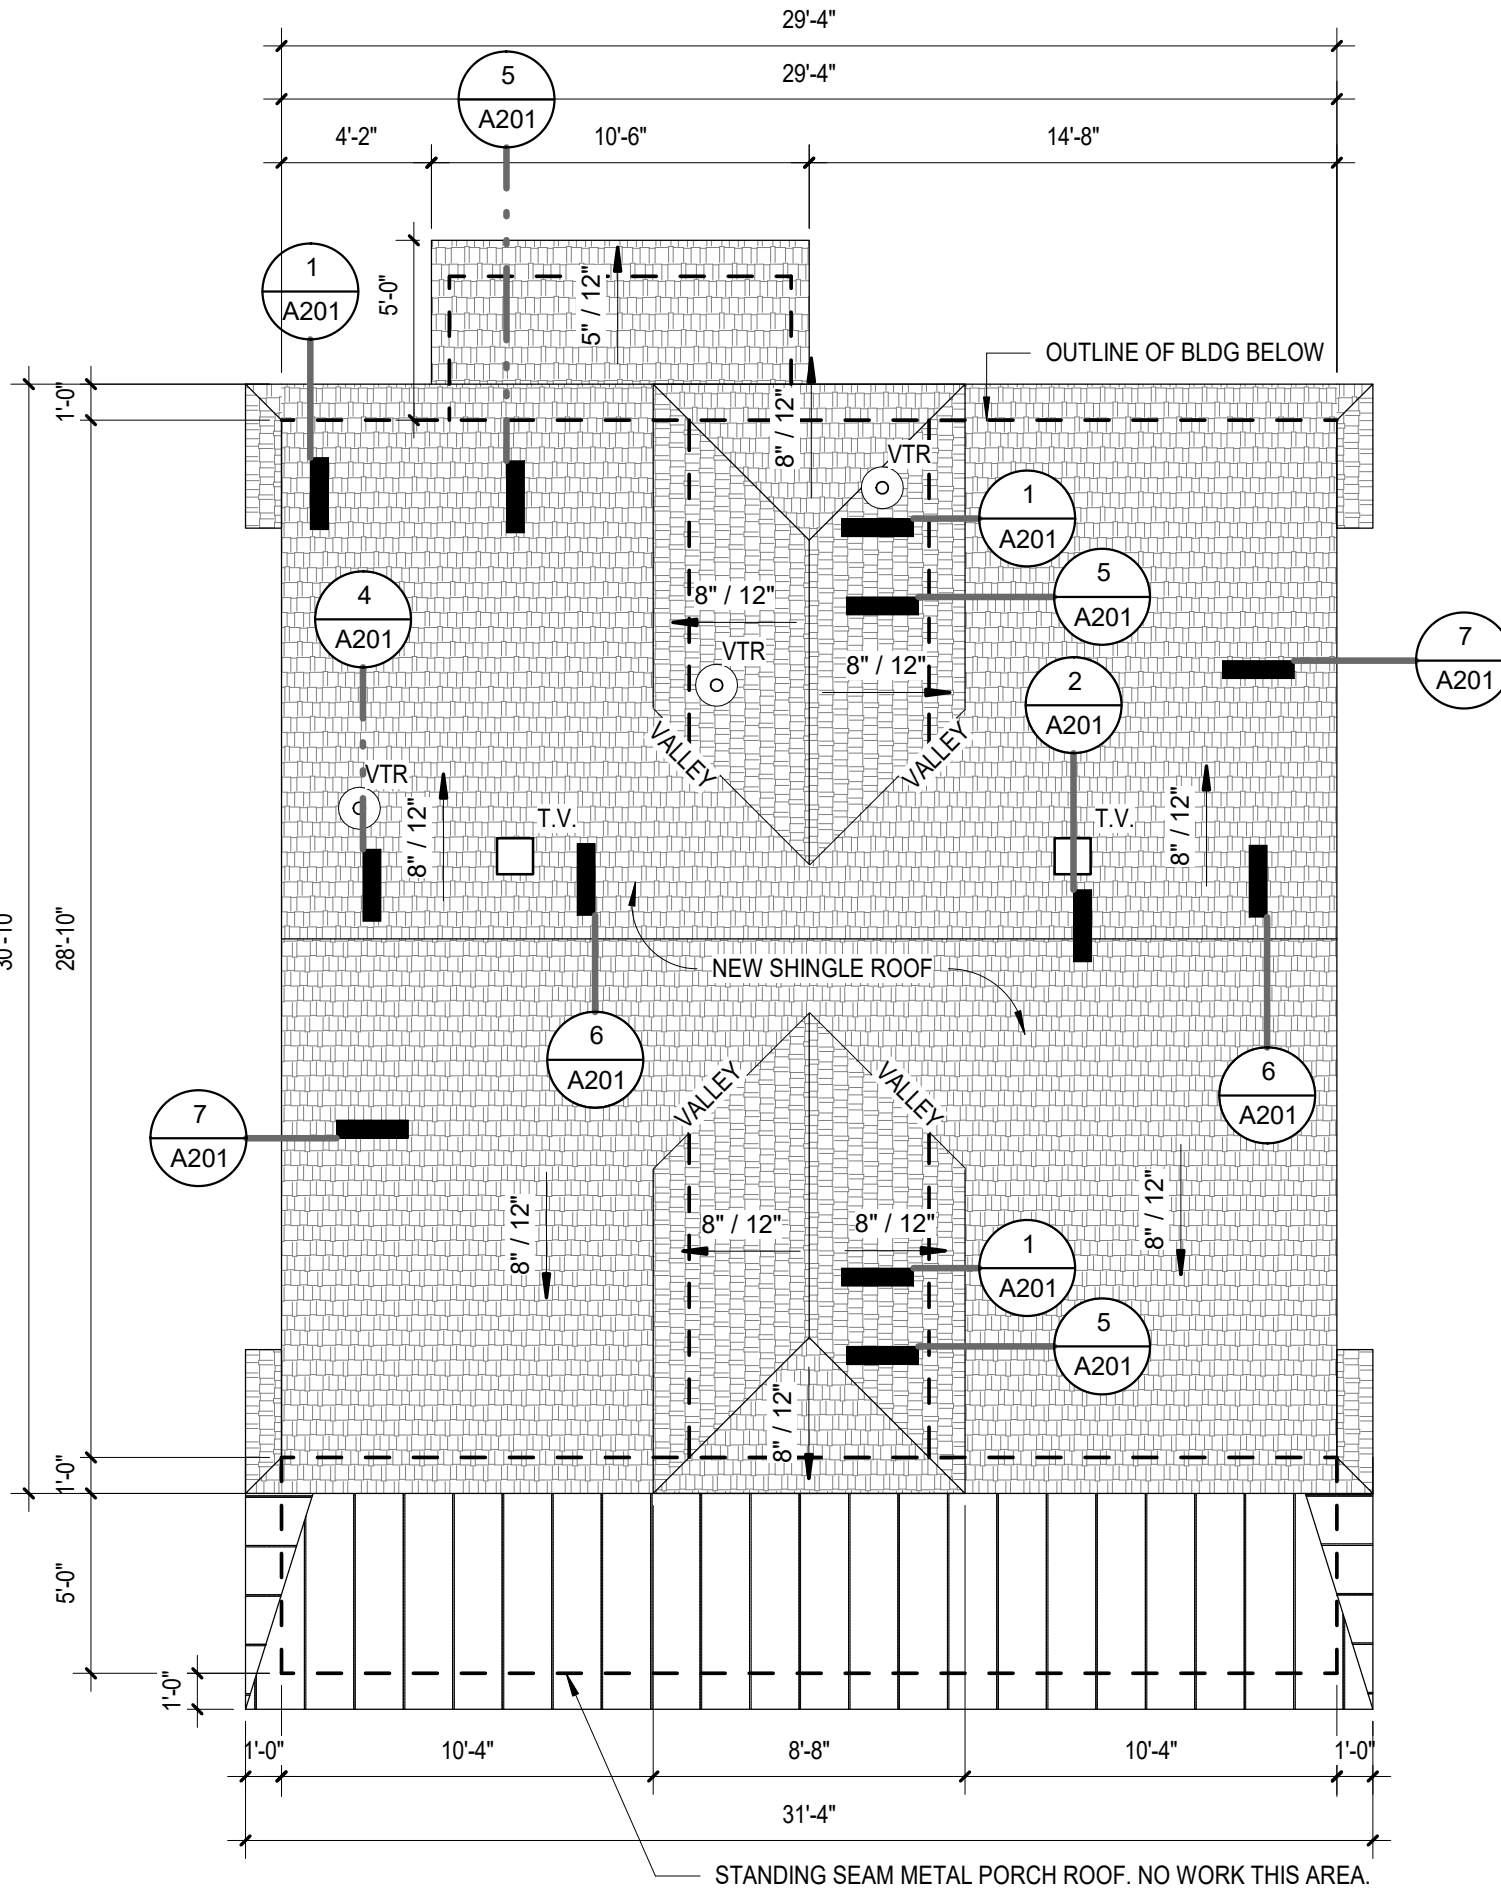 29'-4"
29'-4"
5
A201
4'-2"
10'-6"
14'-8"
1
A201
5'-0"
5" / 12"
OUTLINE OF BLDG BELOW
1'-0"
8" / 12"
VTR
1
A201
5
A201
4
A201
8" / 12"
VTR
8" / 12"
7
A201
2
A201
VALLEY
VALLEY
VTR
8" / 12"
T.V.
T.V.
8" / 12"
30'-10"
28'-10"
NEW SHINGLE ROOF
6
A201
6
A201
VALLEY
VALLEY
7
A201
8" / 12"
8" / 12"
8" / 12"
8" / 12"
1
A201
5
A201
8" / 12"
1'-0"
5'-0"
1'-0"
1'-0"
10'-4"
8'-8"
10'-4"
1'-0"
31'-4"
STANDING SEAM METAL PORCH ROOF. NO WORK THIS AREA.